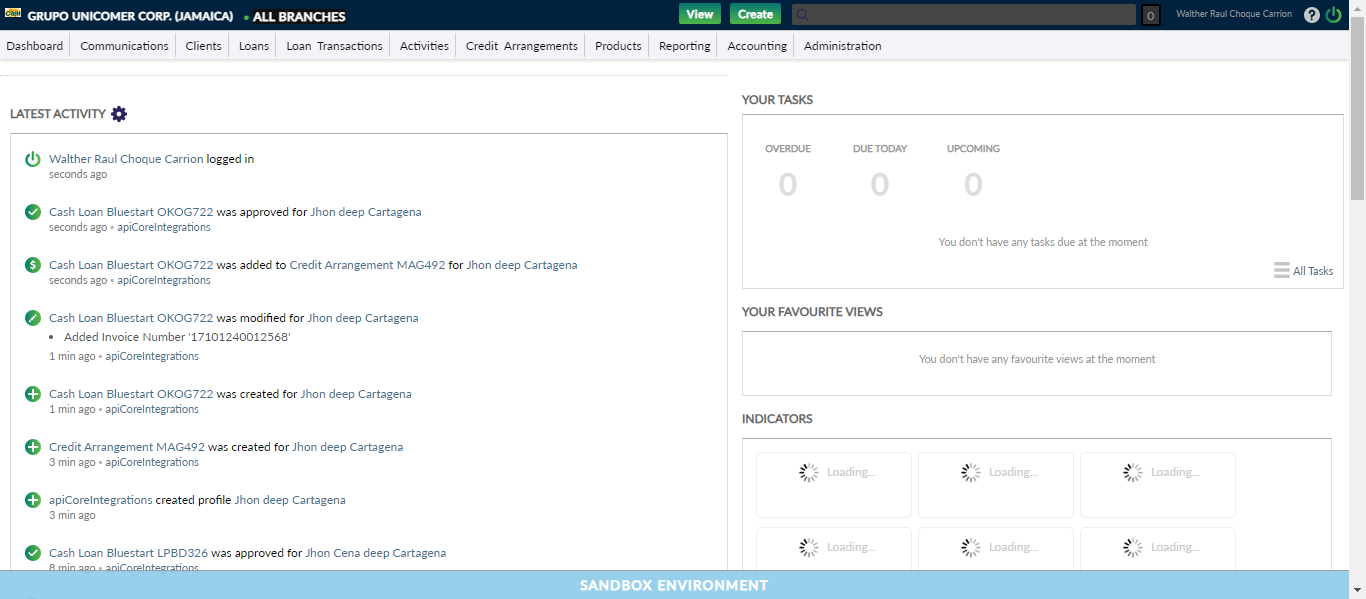 CASH
GRUPO UNICOMER CORP. (JAMAICA) • ALL BRANCHES
View
Create
0
Walther Raul Choque Carrion
?
Dashboard
Communications
Clients
Loans
Loan Transactions
Activities
Credit Arrangements
Products
Reporting
Accounting
Administration
LATEST ACTIVITY
Walther Raul Choque Carrion logged in
seconds ago
Cash Loan Bluestart OKOG722 was approved for Jhon deep Cartagena
seconds ago • apiCoreIntegrations
$
Cash Loan Bluestart OKOG722 was added to Credit Arrangement MAG492 for Jhon deep Cartagena
seconds ago • apiCoreIntegrations
Cash Loan Bluestart OKOG722 was modified for Jhon deep Cartagena
• Added Invoice Number '17101240012568'
1 min ago • apiCoreIntegrations
Cash Loan Bluestart OKOG722 was created for Jhon deep Cartagena
1 min ago • apiCoreIntegrations
Credit Arrangement MAG492 was created for Jhon deep Cartagena
3 min ago • apiCoreIntegrations
apiCoreIntegrations created profile Jhon deep Cartagena
3 min ago
Cash Loan Bluestart LPBD326 was approved for Jhon Cena deep Cartagena
8 min ago • apiCoreIntegrations
YOUR TASKS
OVERDUE
DUE TODAY
UPCOMING
0
0
0
You don't have any tasks due at the moment
All Tasks
YOUR FAVOURITE VIEWS
You don't have any favourite views at the moment
INDICATORS
Loading...
Loading...
Loading...
Loading...
Loading...
Loading...
SANDBOX ENVIRONMENT